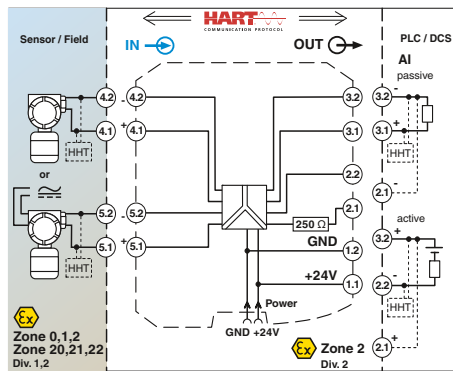 HART
COMMUNICATION PROTOCOL
Sensor / Field
IN
OUT
PLC / DCS
AI
passive
4.2
-
4.2
3.2
3.2
-
4.1
+
4.1
3.1
3.1
+
HHT
HHT
or
2.2
2.1
-
5.2
-
5.2
2.1
active
250 Ω
GND
3.2
+
5.1
+
5.1
1.2
HHT
+24V
2.2
-
HHT
1.1
Power
Ex
GND +24V
Ex
Zone 2
Div. 2
2.1
+
Zone 0,1,2
Zone 20,21,22
Div. 1,2